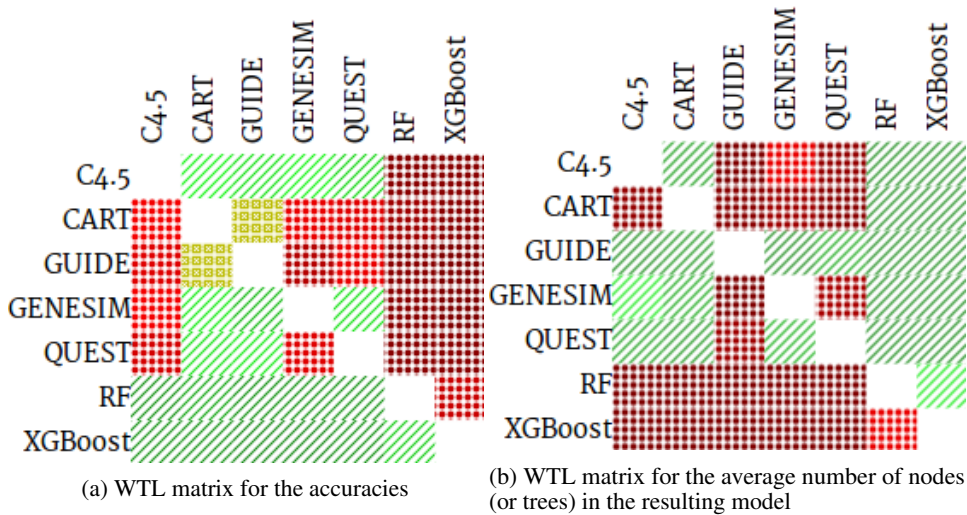 C4.5 CART GUIDE GENESIM QUEST RF XGBoost
C4.5
CART
GUIDE
GENESIM
QUEST
RF
XGBoost
(a) WTL matrix for the accuracies
C4.5 CART GUIDE GENESIM QUEST RF XGBoost
C4.5
CART
GUIDE
GENESIM
QUEST
RF
XGBoost
(b) WTL matrix for the average number of nodes
(or trees) in the resulting model